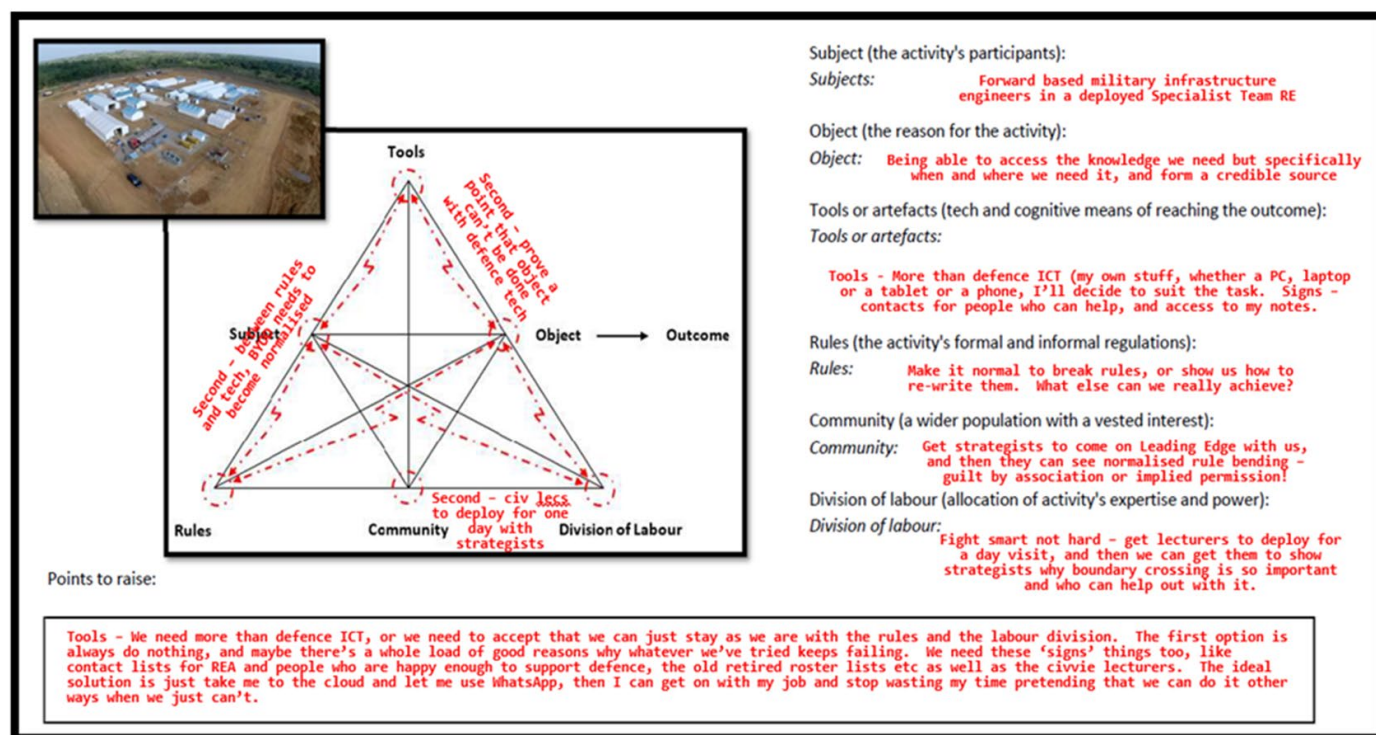 Tools
Second – prove a
point that object
can't be done
with defence tech
Second – between rules
and tech, BYOD needs to
become normalised
Subject
Object
Outcome
Second – civ lecs
to deploy for one
day with
strategists
Rules
Community
Division of Labour
Subject (the activity's participants):
Subjects:
Forward based military infrastructure
engineers in a deployed Specialist Team RE
Object (the reason for the activity):
Object:
Being able to access the knowledge we need but specifically
when and where we need it, and form a credible source
Tools or artefacts (tech and cognitive means of reaching the outcome):
Tools or artefacts:
Tools - More than defence ICT (my own stuff, whether a PC, laptop
or a tablet or a phone, I'll decide to suit the task. Signs –
contacts for people who can help, and access to my notes.
Rules (the activity's formal and informal regulations):
Rules:
Make it normal to break rules, or show us how to
re-write them. What else can we really achieve?
Community (a wider population with a vested interest):
Community:
Get strategists to come on Leading Edge with us,
and then they can see normalised rule bending –
guilt by association or implied permission!
Division of labour (allocation of activity's expertise and power):
Division of labour:
Fight smart not hard – get lecturers to deploy for
a day visit, and then we can get them to show
strategists why boundary crossing is so important
and who can help out with it.
Points to raise:
Tools – We need more than defence ICT, or we need to accept that we can just stay as we are with the rules and the labour division. The first option is
always do nothing, and maybe there's a whole load of good reasons why whatever we've tried keeps failing. We need these 'signs' things too, like
contact lists for REA and people who are happy enough to support defence, the old retired roster lists etc as well as the civvie lecturers. The ideal
solution is just take me to the cloud and let me use WhatsApp, then I can get on with my job and stop wasting my time pretending that we can do it other
ways when we just can't.